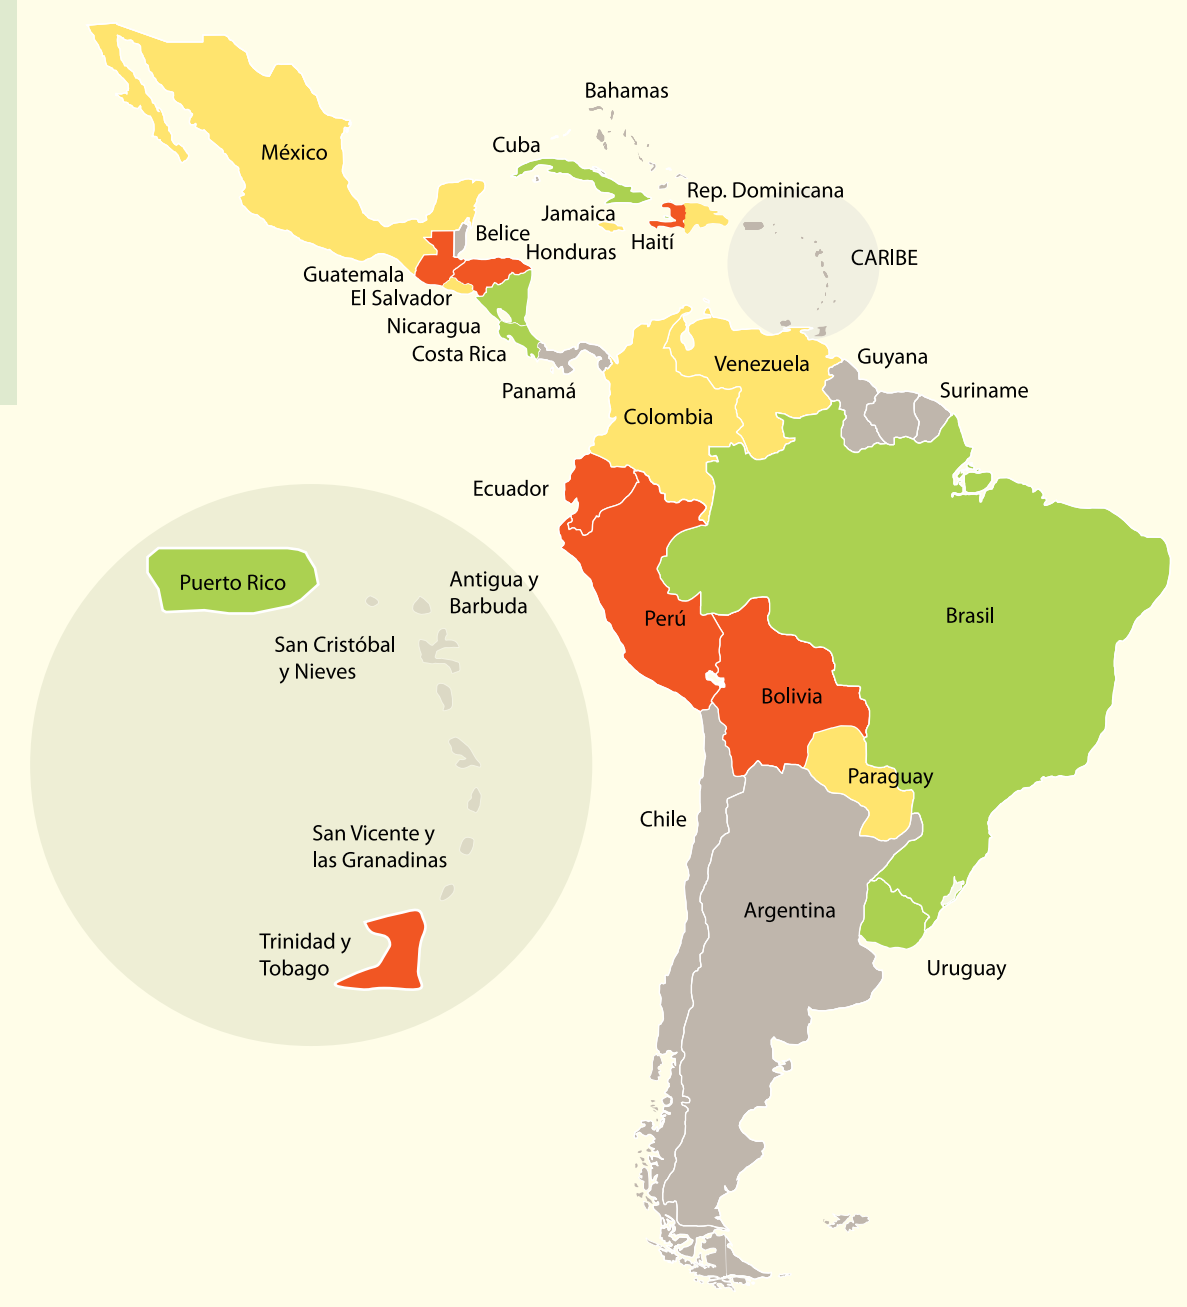 Bahamas
Cuba
México
Rep. Dominicana
Jamaica
Belice
Haití
Honduras
CARIBE
Guatemala
El Salvador
Nicaragua
Costa Rica
Guyana
Venezuela
Panamá
Suriname
Colombia
Ecuador
Puerto Rico
Antigua y
Barbuda
Perú
Brasil
San Cristóbal
y Nieves
Bolivia
Paraguay
Chile
San Vicente y
las Granadinas
Argentina
Trinidad y
Tobago
Uruguay